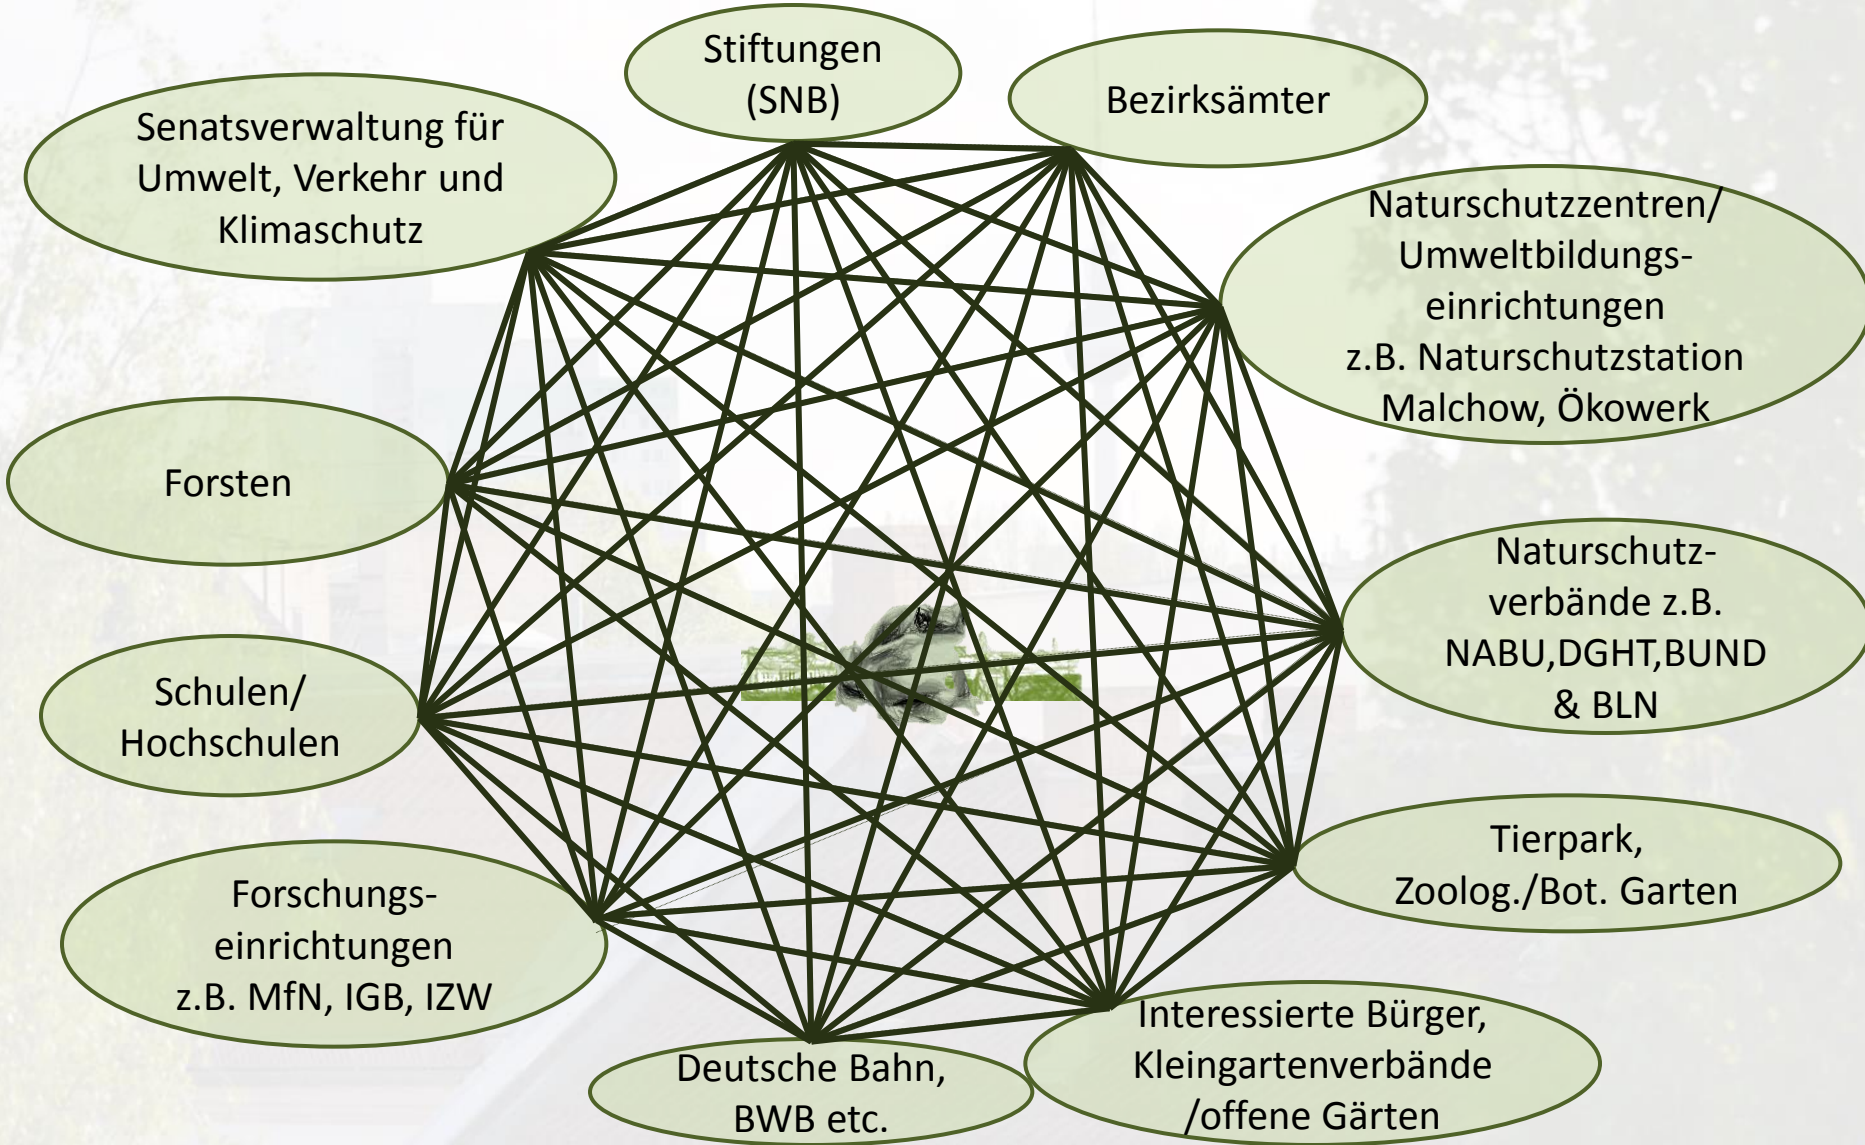 Stiftungen
(SNB)
Bezirksämter
Senatsverwaltung für
Umwelt, Verkehr und
Klimaschutz
Naturschutzzentren/
Umweltbildungs-
einrichtungen
z.B. Naturschutzstation
Malchow, Ökowerk
Forsten
Naturschutz-
verbände z.B.
NABU,DGHT,BUND
& BLN
Schulen/
Hochschulen
Tierpark,
Zoolog./Bot. Garten
Forschungs-
einrichtungen
z.B. MfN, IGB, IZW
Interessierte Bürger,
Kleingartenverbände
/offene Gärten
Deutsche Bahn,
BWB etc.